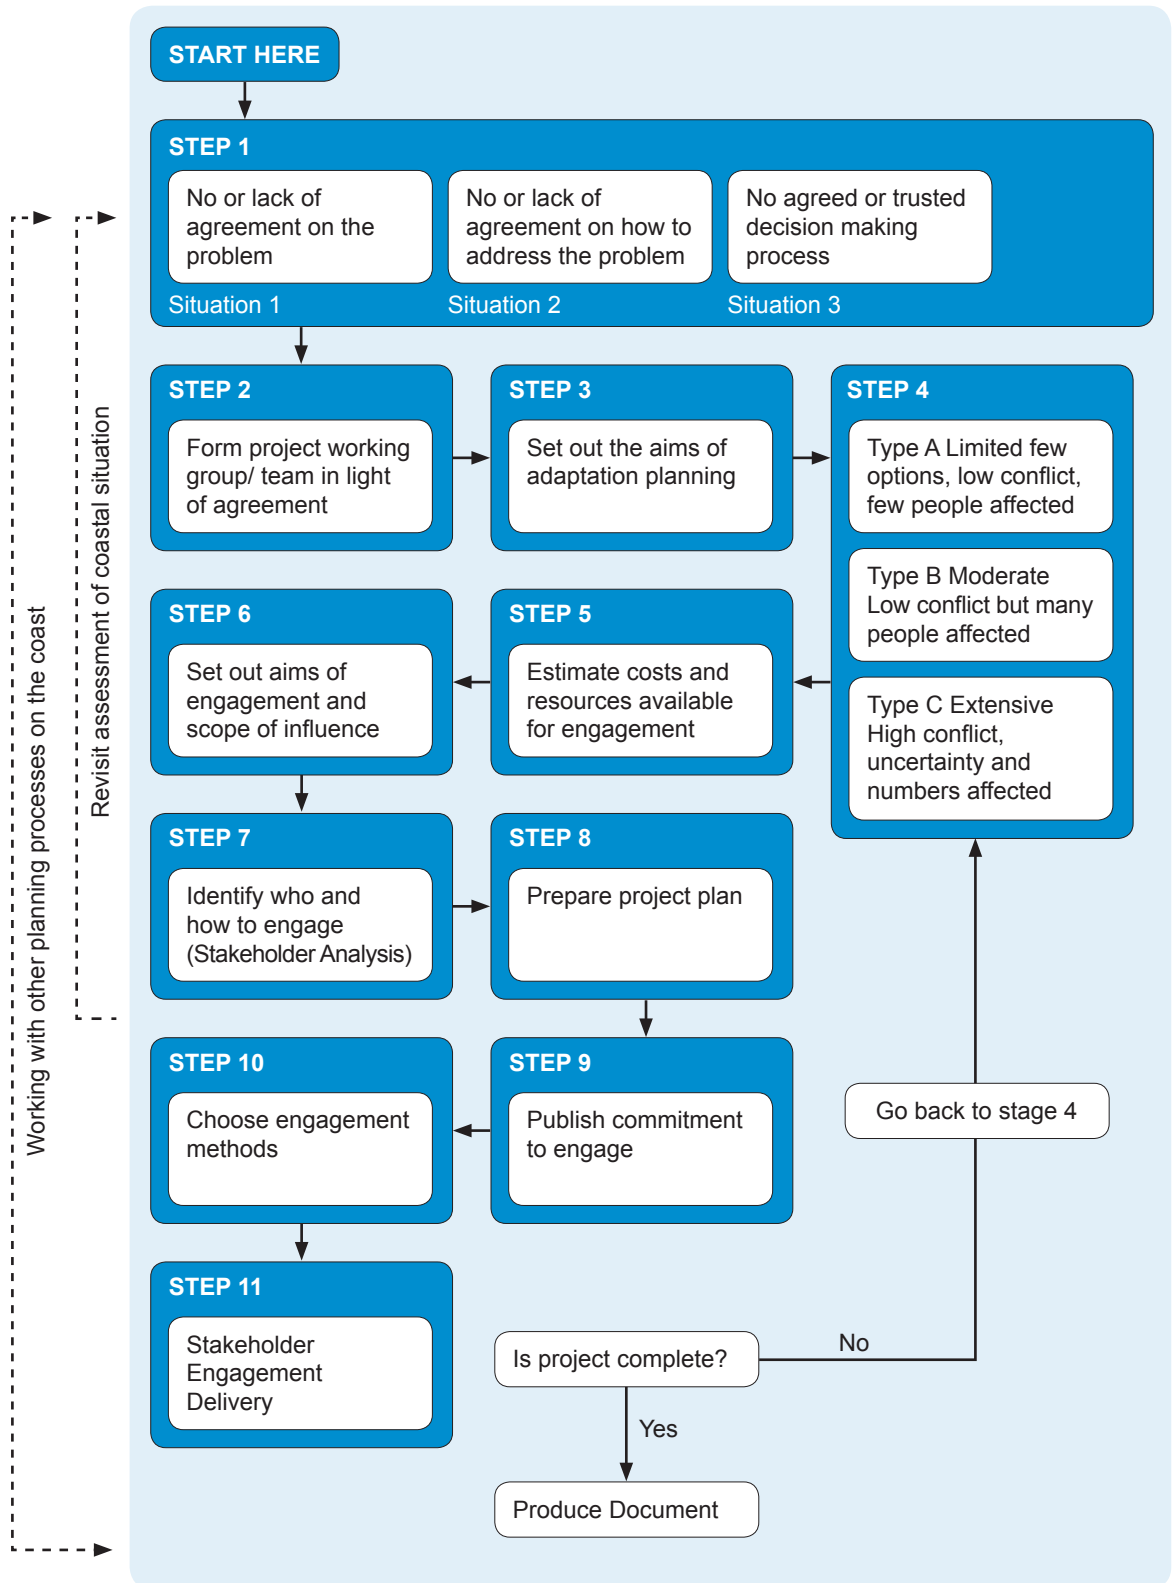 START HERE
STEP 1
No or lack of
agreement on the
problem
Situation 1
No or lack of
agreement on how to
address the problem
Situation 2
No agreed or trusted
decision making
process
Situation 3
STEP 2
Form project working
group/ team in light
of agreement
STEP 3
Set out the aims of
adaptation planning
STEP 4
Type A Limited few
options, low conflict,
few people affected
Type B Moderate
Low conflict but many
people affected
Type C Extensive
High conflict,
uncertainty and
numbers affected
STEP 5
Estimate costs and
resources available
for engagement
STEP 6
Set out aims of
engagement and
scope of influence
STEP 7
Identify who and
how to engage
(Stakeholder Analysis)
STEP 8
Prepare project plan
STEP 9
Publish commitment
to engage
STEP 10
Choose engagement
methods
STEP 11
Stakeholder
Engagement
Delivery
Is project complete?
No
Go back to stage 4
Yes
Produce Document
Revisit assessment of coastal situation
Working with other planning processes on the coast